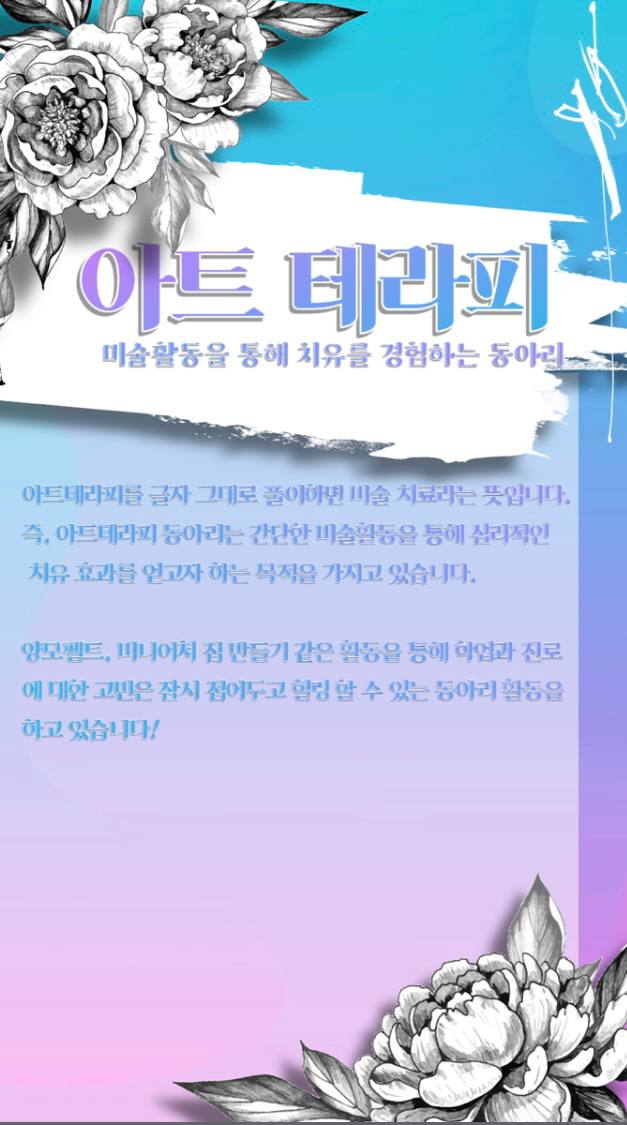 아트 테라피
미술활동을 통해 치유를 경험하는 동아리
아트테라피를 글자 그대로 풀이하면 미술 치료라는 뜻입니다.
즉, 아트테라피 동아리는 간단한 미술활동을 통해 심리적인
치유 효과를 얻고자 하는 목적을 가지고 있습니다.
양모펠트, 미니어처 집 만들기 같은 활동을 통해 학업과 진로
에 대한 고민은 잠시 접어두고 힐링 할 수 있는 동아리 활동을
하고 있습니다!